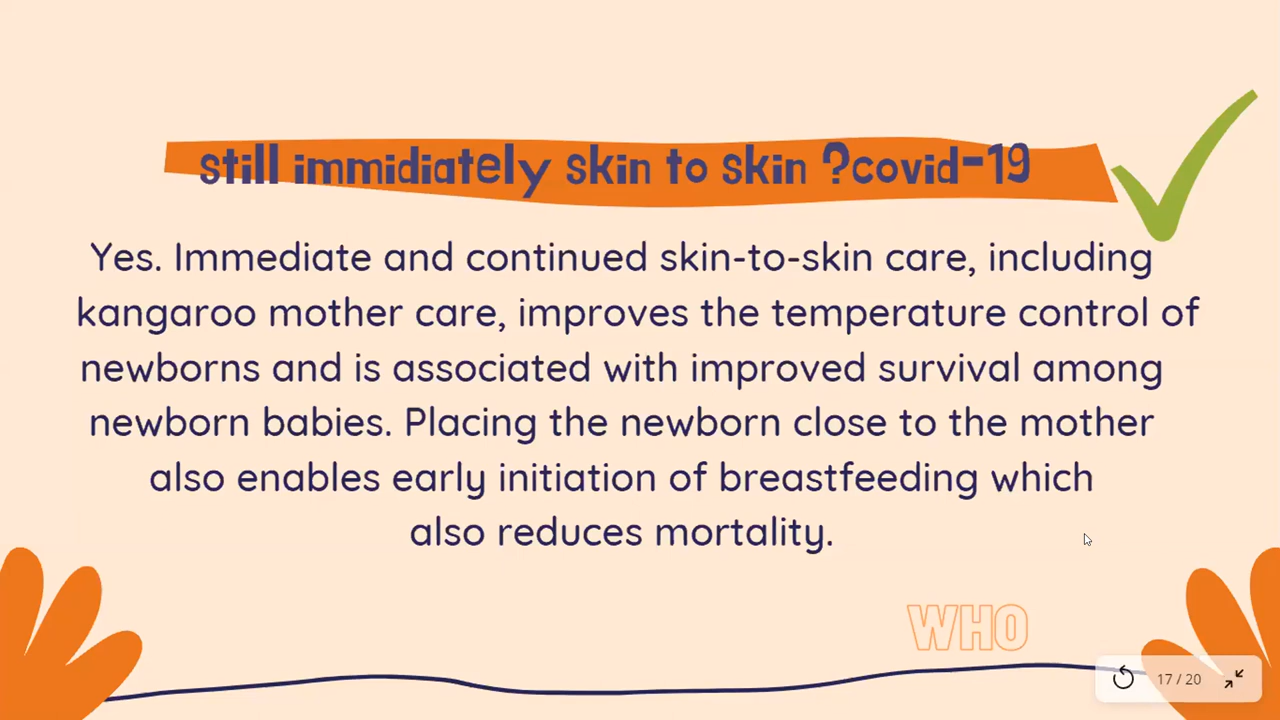 still immidiately skin to skin ?covid-19
Yes. Immediate and continued skin-to-skin care, including
kangaroo mother care, improves the temperature control of
newborns and is associated with improved survival among
newborn babies. Placing the newborn close to the mother
also enables early initiation of breastfeeding which
also reduces mortality.
WHO
17 / 20